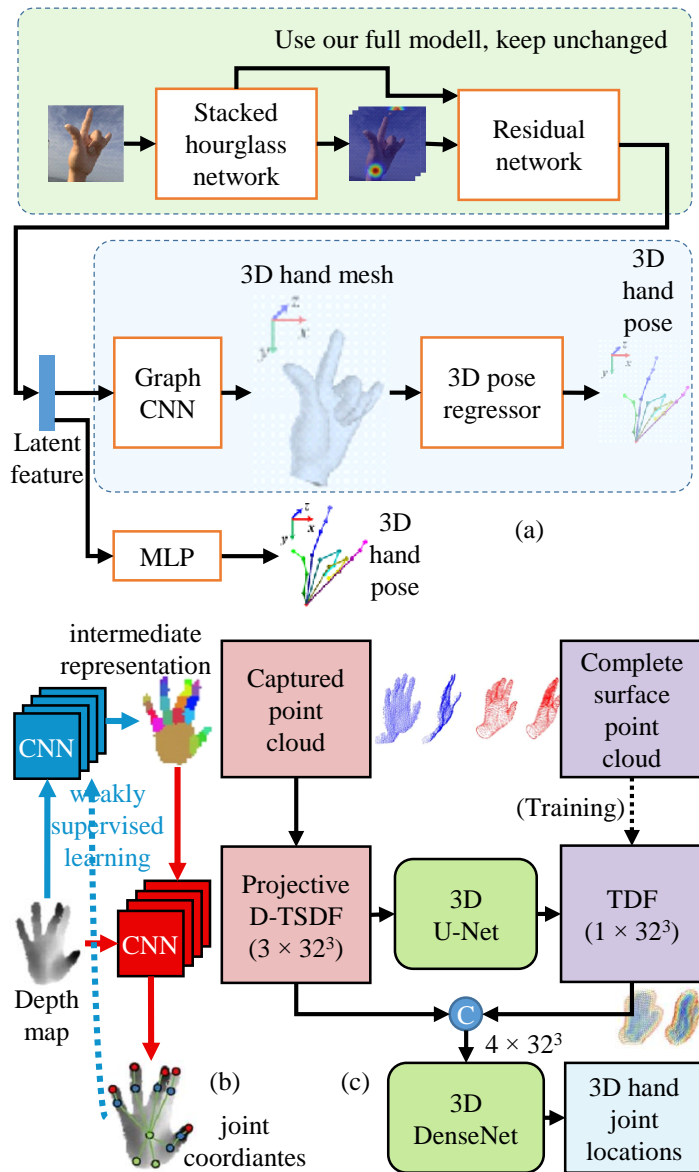 Use our full modell, keep unchanged
Stacked
hourglass
network
Residual
network
3D hand mesh
z
x
y
3D
hand
pose
z
x
y
Graph
CNN
3D pose
regressor
Latent
feature
MLP
z
x
y
3D
hand
pose
(a)
intermediate
representation
CNN
weakly
supervised
learning
CNN
Depth
map
(b)
joint
coordiantes
Captured
point
cloud
Complete
surface
point
cloud
(Training)
Projective
D-TSDF
(3 × 32³)
3D
U-Net
TDF
(1 × 32³)
C
4 × 32³
(c)
3D
DenseNet
3D hand
joint
locations